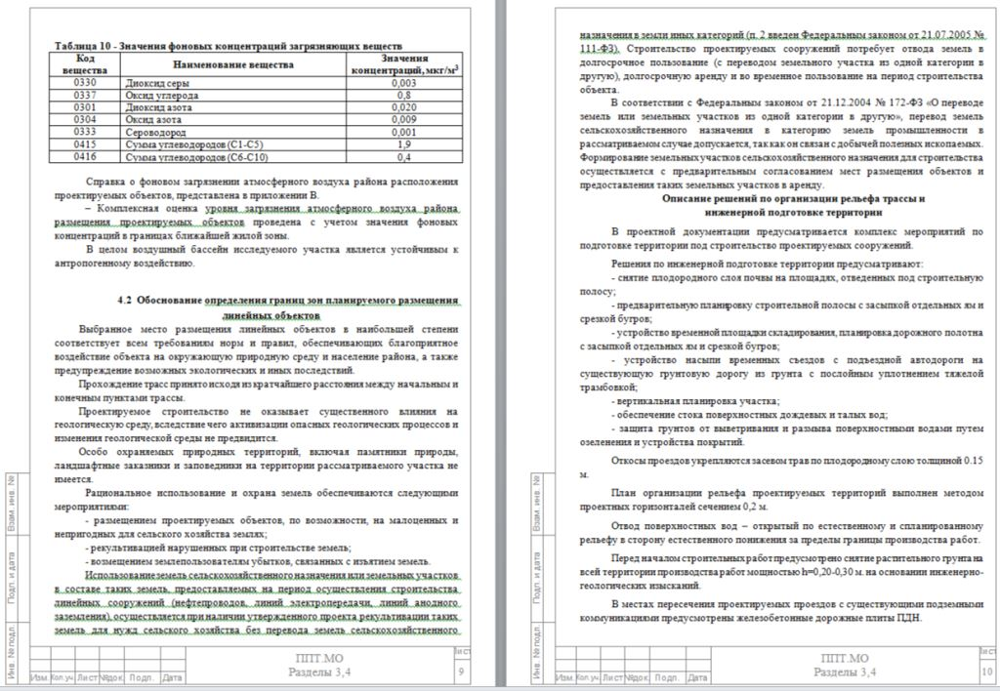 Таблица 10 - Значения фоновых концентраций загрязняющих веществ
Код вещества Наименование вещества Значения концентраций, мкг/м³
0330 Диоксид серы 0,003
0337 Оксид углерода 0,8
0301 Диоксид азота 0,020
0304 Оксид азота 0,009
0333 Сероводород 0,001
0415 Сумма углеводородов (С1-С5) 1,9
0416 Сумма углеводородов (С6-С10) 0,4
Справка о фоновом загрязнении атмосферного воздуха района расположения
проектируемых объектов, представлена в приложении В.
– Комплексная оценка уровня загрязнения атмосферного воздуха района
размещения проектируемых объектов проведена с учетом значения фоновых
концентраций в границах ближайшей жилой зоны.
В целом воздушный бассейн исследуемого участка является устойчивым к
антропогенному воздействию.
4.2 Обоснование определения границ зон планируемого размещения
линейных объектов
Выбранное место размещения линейных объектов в наибольшей степени
соответствует всем требованиям норм и правил, обеспечивающих благоприятное
воздействие объекта на окружающую природную среду и население района, а также
предупреждение возможных экологических и иных последствий.
Прохождение трасс принято исходя из кратчайшего расстояния между начальным и
конечным пунктами трассы.
Проектируемое строительство не оказывает существенного влияния на
геологическую среду, вследствие чего активизации опасных геологических процессов и
изменения геологической среды не предвидится.
Особо охраняемых природных территорий, включая памятники природы,
ландшафтные заказники и заповедники на территории рассматриваемого участка не
имеется.
Рациональное использование и охрана земель обеспечиваются следующими
мероприятиями:
- размещением проектируемых объектов, по возможности, на малоценных и
непригодных для сельского хозяйства землях;
- рекультивацией нарушенных при строительстве земель;
- возмещением землепользователям убытков, связанных с изъятием земель.
Использование земель сельскохозяйственного назначения или земельных участков
в составе таких земель, предоставляемых на период осуществления строительства
линейных сооружений (нефтепроводов, линий электропередачи, линий анодного
заземления), осуществляется при наличии утвержденного проекта рекультивации таких
земель для нужд сельского хозяйства без перевода земель сельскохозяйственного
Взам. инв. №
Подп. и дата
Инв. № подл.
Изм. Кол.уч Лист №док. Подп. Дата
ППТ.МО
Разделы 3,4
Лист
9
назначения в земли иных категорий (п. 2 введен Федеральным законом от 21.07.2005 №
111-ФЗ). Строительство проектируемых сооружений потребует отвода земель в
долгосрочное пользование (с переводом земельного участка из одной категории в
другую), долгосрочную аренду и во временное пользование на период строительства
объекта.
В соответствии с Федеральным законом от 21.12.2004 № 172-ФЗ «О переводе
земель или земельных участков из одной категории в другую», перевод земель
сельскохозяйственного назначения в категорию земель промышленности в
рассматриваемом случае допускается, так как он связан с добычей полезных ископаемых.
Формирование земельных участков сельскохозяйственного назначения для строительства
осуществляется с предварительным согласованием мест размещения объектов и
предоставления таких земельных участков в аренду.
Описание решений по организации рельефа трассы и
инженерной подготовке территории
В проектной документации предусматривается комплекс мероприятий по
подготовке территории под строительство проектируемых сооружений.
Решения по инженерной подготовке территории предусматривают:
- снятие плодородного слоя почвы на площадях, отведенных под строительную
полосу;
- предварительную планировку строительной полосы с засыпкой отдельных ям и
срезкой бугров;
- устройство временной площадки складирования, планировка дорожного полотна
с засыпкой отдельных ям и срезкой бугров;
- устройство насыпи временных съездов с подъездной автодороги на
существующую грунтовую дорогу из грунта с послойным уплотнением тяжелой
трамбовкой;
- вертикальная планировка участка;
- обеспечение стока поверхностных дождевых и талых вод;
- защита грунтов от выветривания и размыва поверхностными водами путем
озеленения и устройства покрытий.
Откосы проездов укрепляются засевом трав по плодородному слою толщиной 0.15
м.
План организации рельефа проектируемых территорий выполнен методом
проектных горизонталей сечением 0,2 м.
Отвод поверхностных вод – открытый по естественному и спланированному
рельефу в сторону естественного понижения за пределы границы производства работ.
Перед началом строительных работ предусмотрено снятие растительного грунта на
всей территории производства работ мощностью h=0,20-0,30 м. на основании инженерно-
геологических изысканий.
В местах пересечения проектируемых проездов с существующими подземными
коммуникациями предусмотрены железобетонные дорожные плиты ПДН.
Взам. инв. №
Подп. и дата
Инв. № подл.
Изм. Кол.уч Лист №док. Подп. Дата
ППТ.МО
Разделы 3,4
Лист
10